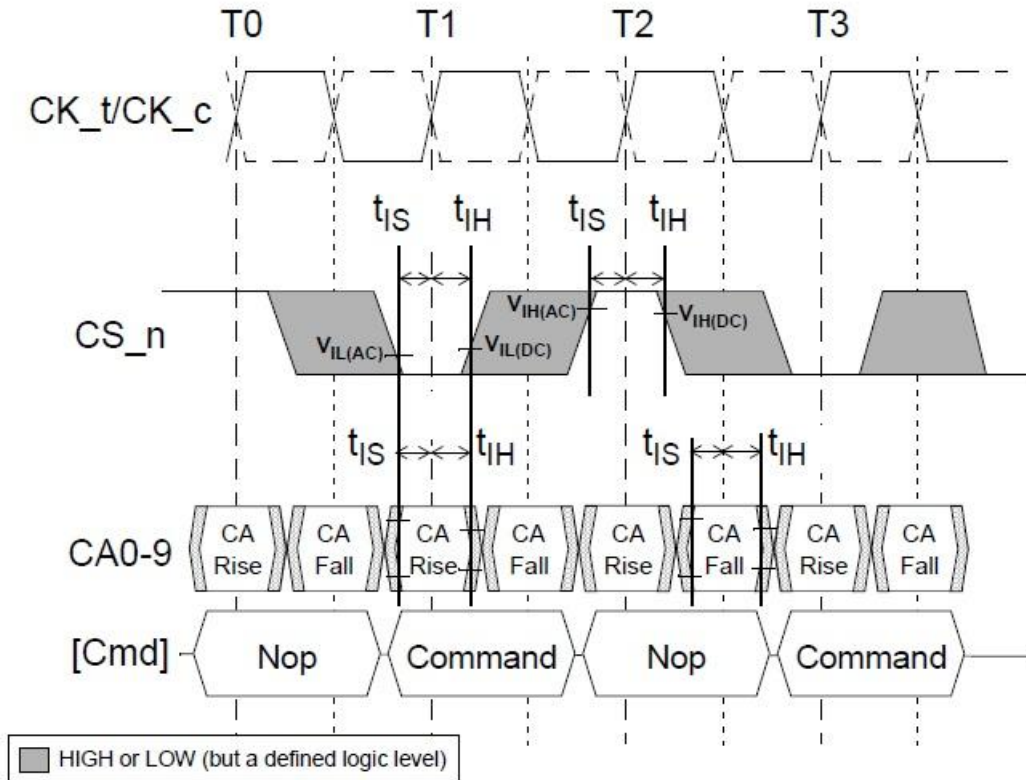 T0 T1 T2 T3
CK_t/CK_c
tIS tIH tIS tIH
CS_n
VIL(AC) VIL(DC) VIH(AC) VIH(DC)
tIS tIH tIS tIH
CA0-9
CA Rise CA Fall CA Rise CA Fall CA Rise CA Fall CA Rise CA Fall
[Cmd] Nop Command Nop Command
HIGH or LOW (but a defined logic level)